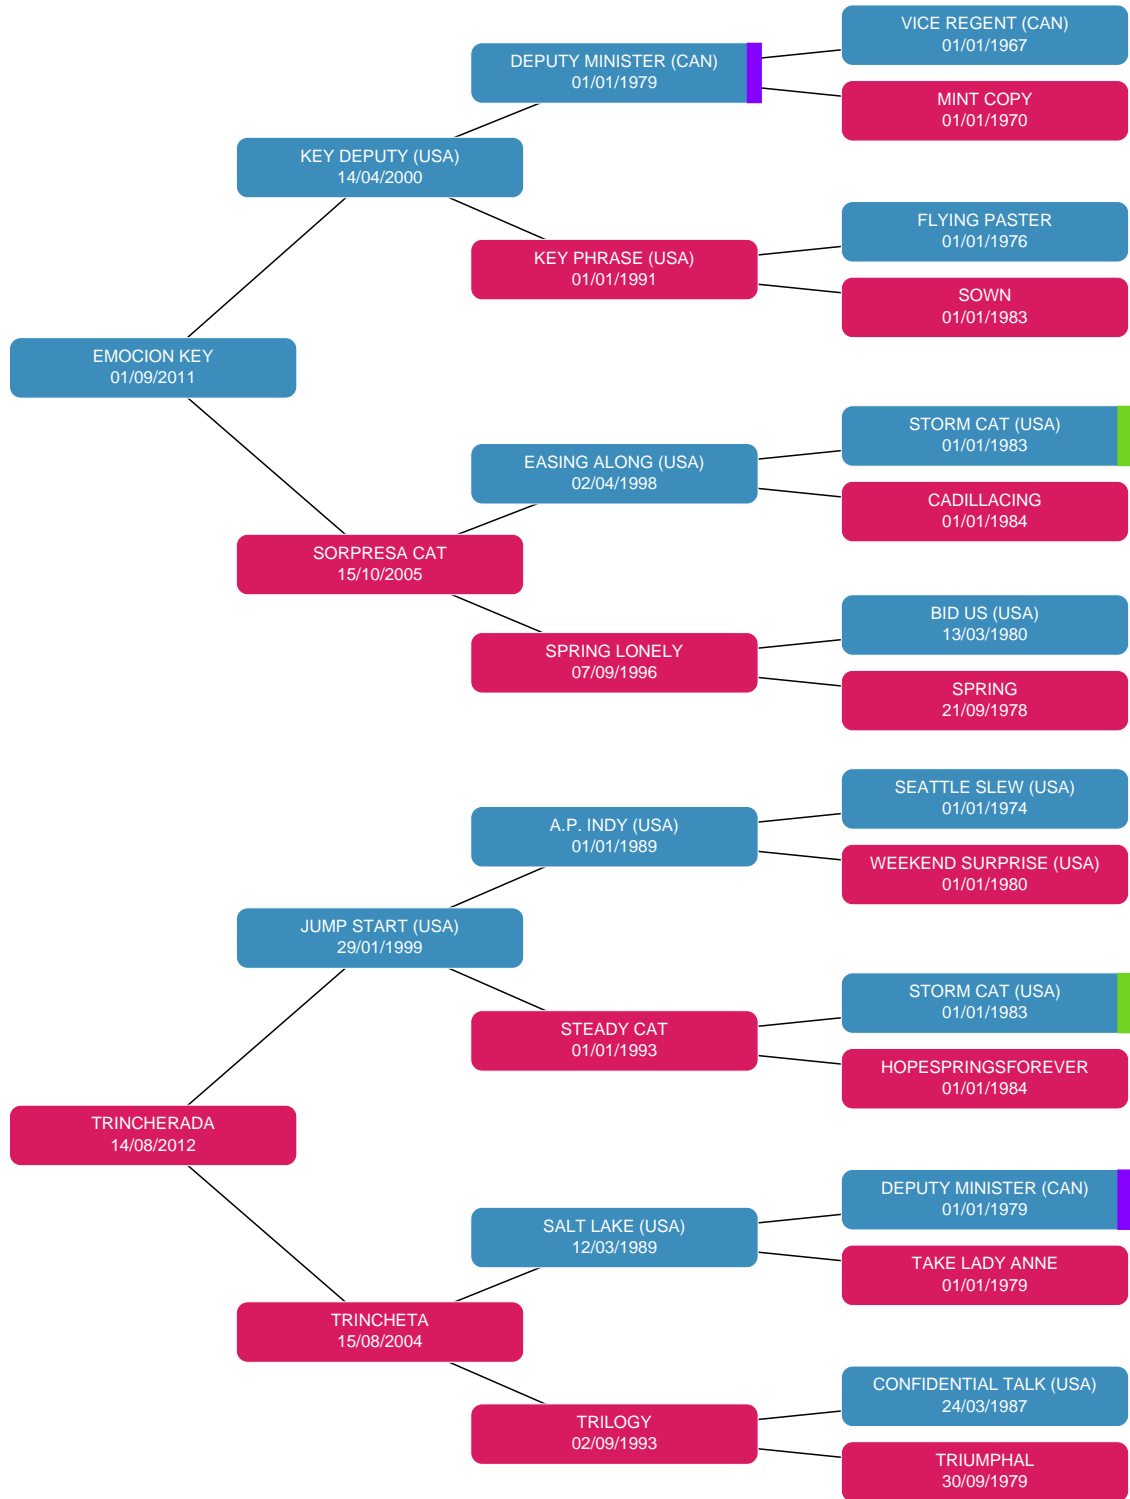 VICE REGENT (CAN)
01/01/1967
DEPUTY MINISTER (CAN)
01/01/1979
MINT COPY
01/01/1970
KEY DEPUTY (USA)
14/04/2000
FLYING PASTER
01/01/1976
KEY PHRASE (USA)
01/01/1991
SOWN
01/01/1983
EMOCION KEY
01/09/2011
STORM CAT (USA)
01/01/1983
EASING ALONG (USA)
02/04/1998
CADILLACING
01/01/1984
SORPRESA CAT
15/10/2005
BID US (USA)
13/03/1980
SPRING LONELY
07/09/1996
SPRING
21/09/1978
SEATTLE SLEW (USA)
01/01/1974
A.P. INDY (USA)
01/01/1989
WEEKEND SURPRISE (USA)
01/01/1980
JUMP START (USA)
29/01/1999
STORM CAT (USA)
01/01/1983
STEADY CAT
01/01/1993
HOPESPRINGSFOREVER
01/01/1984
TRINCHERADA
14/08/2012
DEPUTY MINISTER (CAN)
01/01/1979
SALT LAKE (USA)
12/03/1989
TAKE LADY ANNE
01/01/1979
TRINCHETA
15/08/2004
CONFIDENTIAL TALK (USA)
24/03/1987
TRILOGY
02/09/1993
TRIUMPHAL
30/09/1979